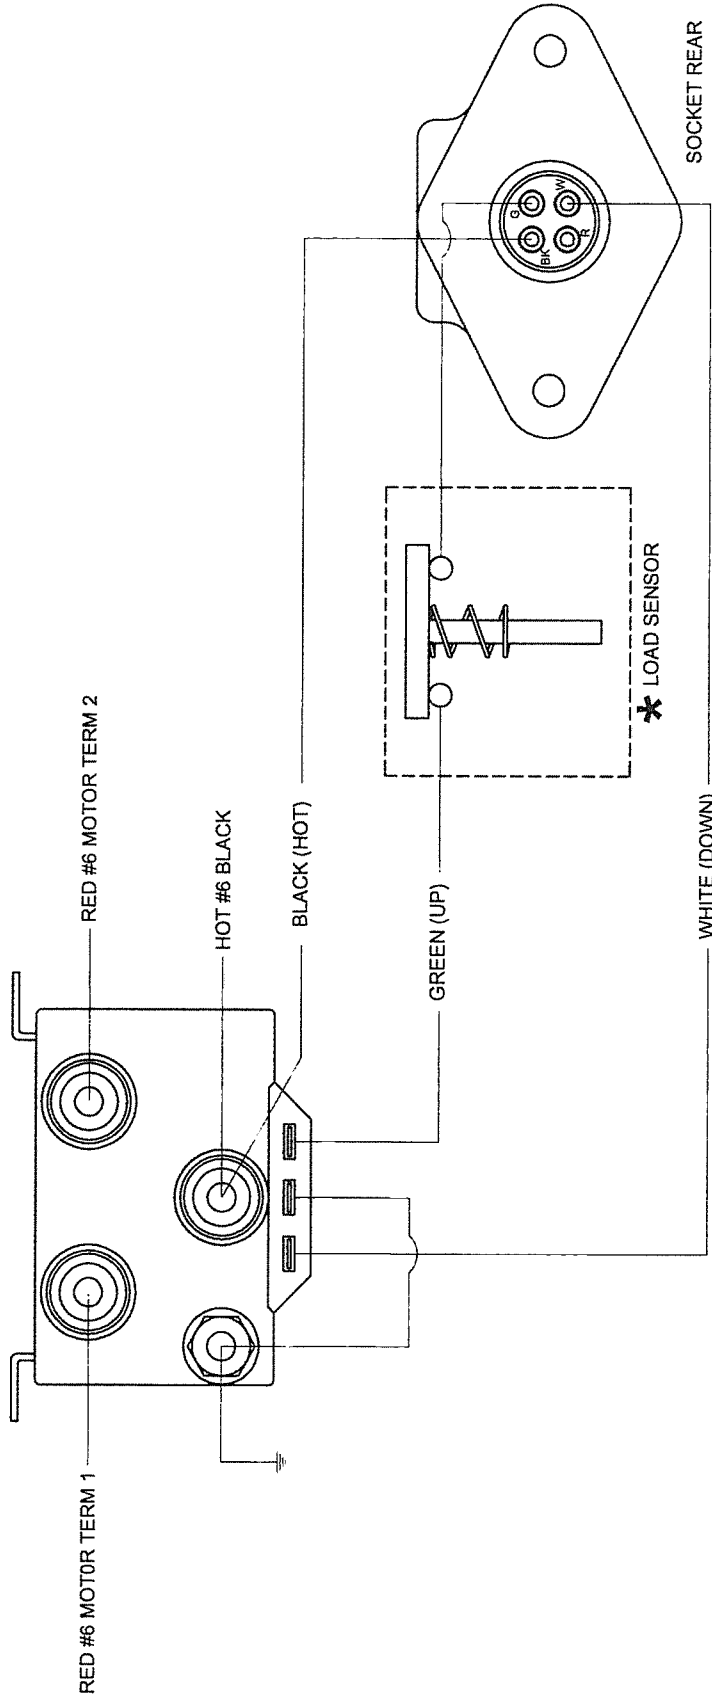 RED #6 MOTOR TERM 1
RED #6 MOTOR TERM 2
HOT #6 BLACK
BLACK (HOT)
GREEN (UP)
WHITE (DOWN)
* LOAD SENSOR
G
W
BK
R
SOCKET REAR